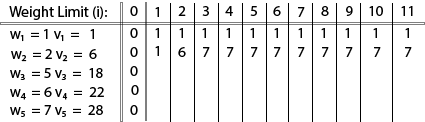 Weight Limit (i): 0 1 2 3 4 5 6 7 8 9 10 11
w₁ = 1 v₁ = 1 0 1 1 1 1 1 1 1 1 1 1 1
w₂ = 2 v₂ = 6 0 1 6 7 7 7 7 7 7 7 7 7
w₃ = 5 v₃ = 18 0
w₄ = 6 v₄ = 22 0
w₅ = 7 v₅ = 28 0